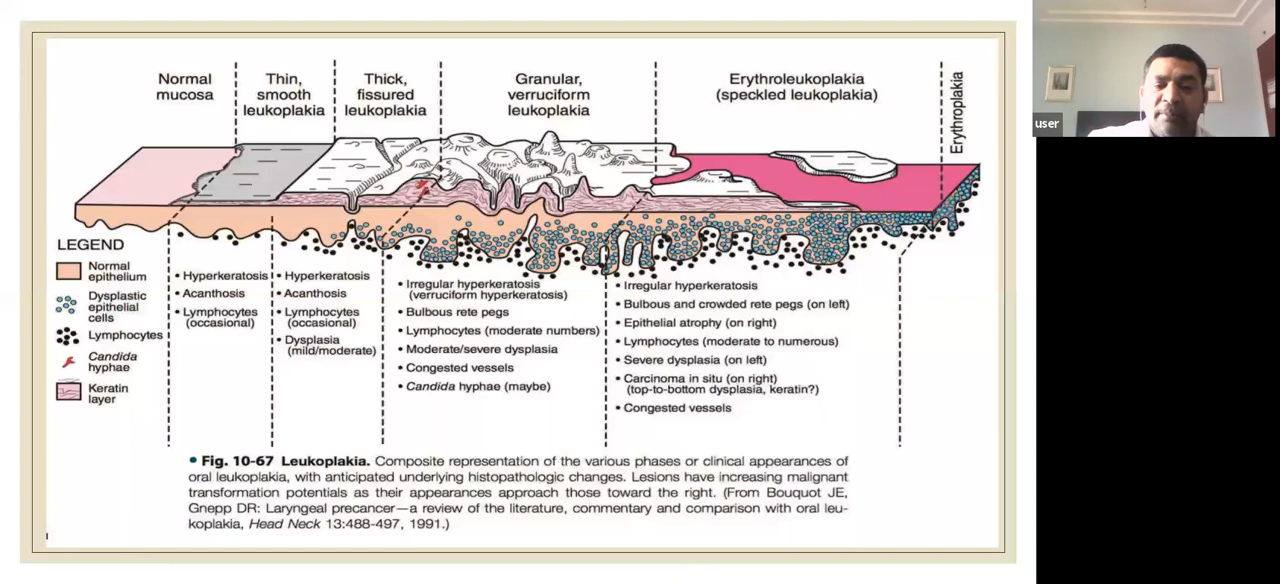 Normal
mucosa
Thin,
smooth
leukoplakia
Thick,
fissured
leukoplakia
Granular,
verruciform
leukoplakia
Erythroleukoplakia
(speckled leukoplakia)
Erythroplakia
user
LEGEND
Normal
epithelium
Dysplastic
epithelial
cells
Lymphocytes
Candida
hyphae
Keratin
layer
• Hyperkeratosis
• Acanthosis
• Lymphocytes
(occasional)
• Hyperkeratosis
• Acanthosis
• Lymphocytes
(occasional)
• Dysplasia
(mild/moderate)
• Irregular hyperkeratosis
(verruciform hyperkeratosis)
• Bulbous rete pegs
• Lymphocytes (moderate numbers)
• Moderate/severe dysplasia
• Congested vessels
• Candida hyphae (maybe)
• Irregular hyperkeratosis
• Bulbous and crowded rete pegs (on left)
• Epithelial atrophy (on right)
• Lymphocytes (moderate to numerous)
• Severe dysplasia (on left)
• Carcinoma in situ (on right)
(top-to-bottom dysplasia, keratin?)
• Congested vessels
• Fig. 10-67 Leukoplakia. Composite representation of the various phases or clinical appearances of
oral leukoplakia, with anticipated underlying histopathologic changes. Lesions have increasing malignant
transformation potentials as their appearances approach those toward the right. (From Bouquot JE,
Gnepp DR: Laryngeal precancer—a review of the literature, commentary and comparison with oral leu-
koplakia, Head Neck 13:488-497, 1991.)